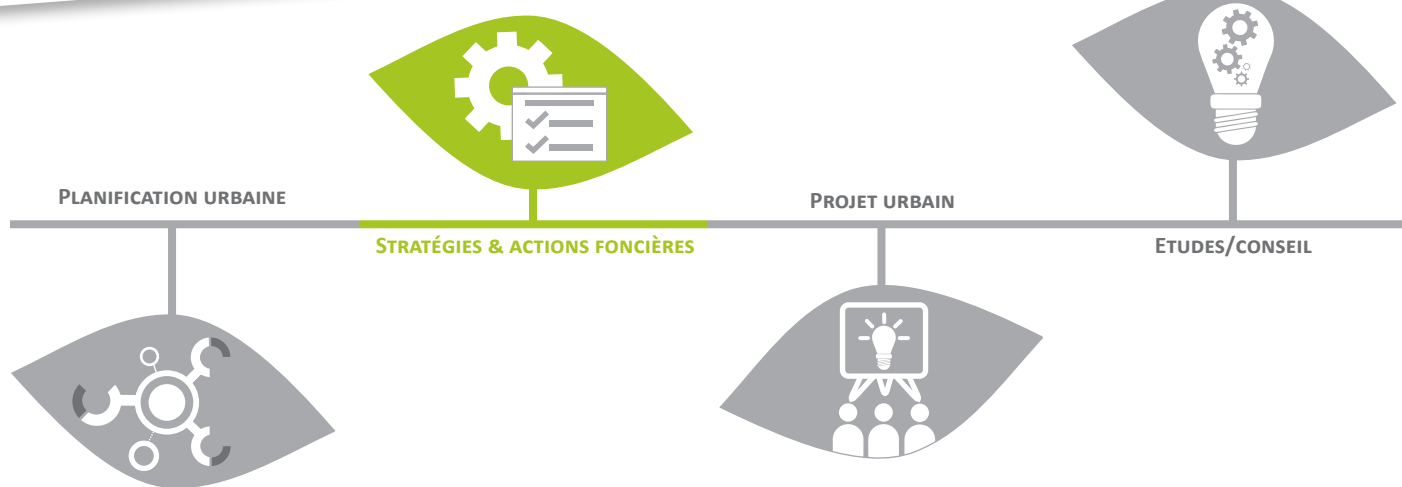 Planification urbaine
Stratégies & actions foncières
Projet urbain
Etudes/conseil